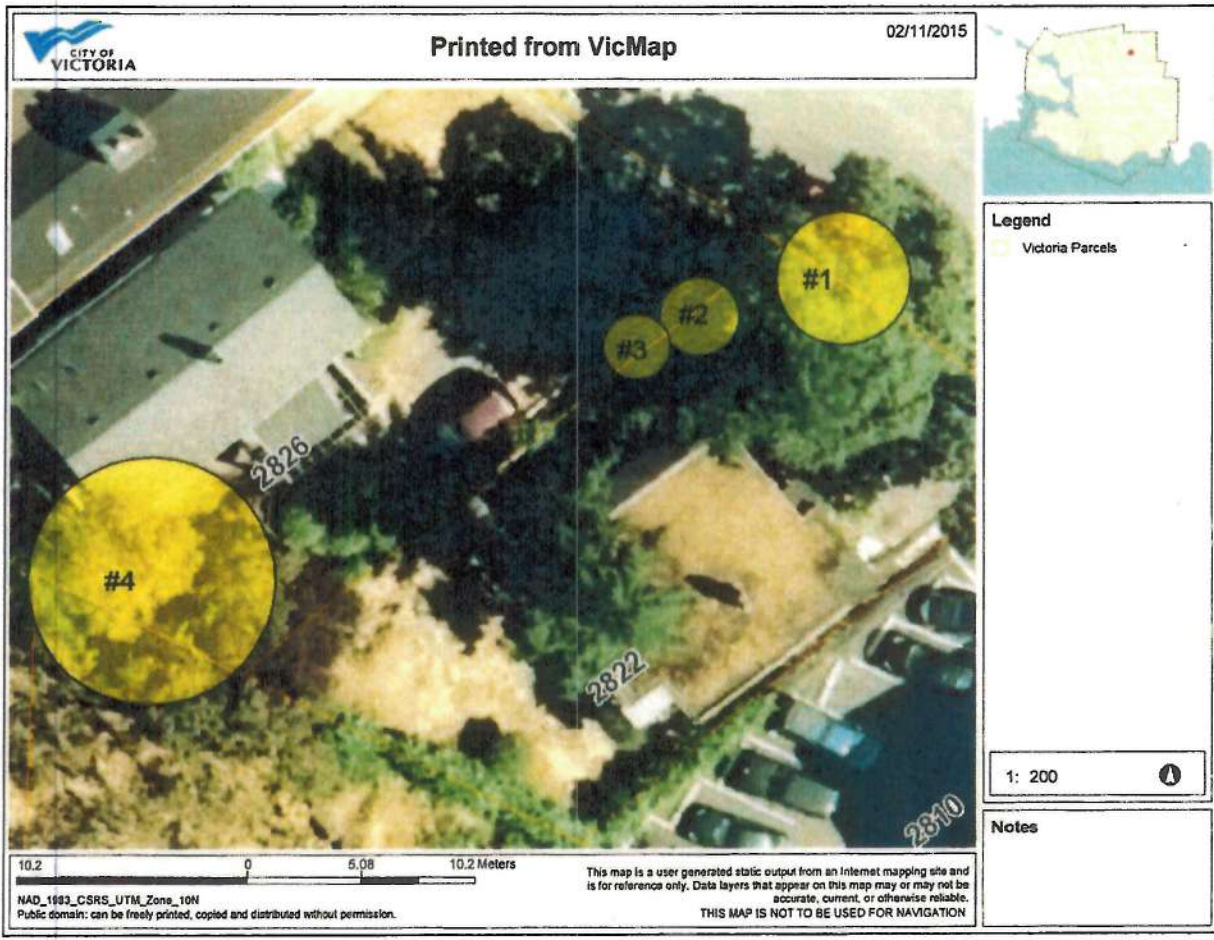 CITY OF
VICTORIA
Printed from VicMap
02/11/2015
#1
#2
#3
2826
#4
2822
2810
Legend
Victoria Parcels
1: 200
Notes
10.2 0 5.08 10.2 Meters
NAD_1983_CSRS_UTM_Zone_10N
Public domain: can be freely printed, copied and distributed without permission.
This map is a user generated static output from an Internet mapping site and
is for reference only. Data layers that appear on this map may or may not be
accurate, current, or otherwise reliable.
THIS MAP IS NOT TO BE USED FOR NAVIGATION